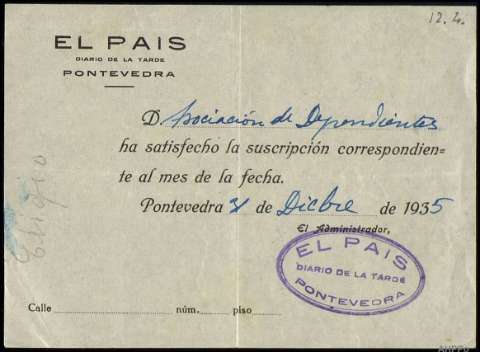 12.2.
EL PAIS
DIARIO DE LA TARDE
PONTEVEDRA
D. Asociación de Dependientes
ha satisfecho la suscripción correspondien=
te al mes de la fecha.
Pontevedra 31 de Dicbre de 1935
El Administrador,
EL PAIS
DIARIO DE LA TARDE
PONTEVEDRA
Calle núm. piso